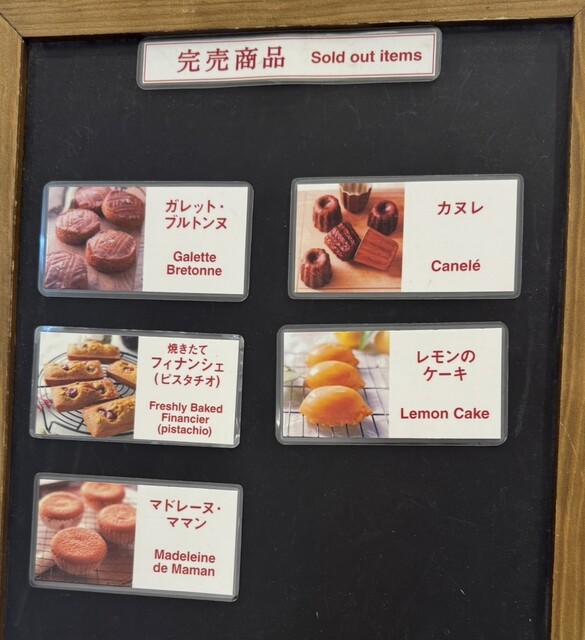 完売商品 Sold out items
ガレット・
ブルトンヌ
Galette
Bretonne
カヌレ
Canelé
焼きたて
フィナンシェ
(ピスタチオ)
Freshly Baked
Financier
(pistachio)
レモンの
ケーキ
Lemon Cake
マドレーヌ・
ママン
Madeleine
de Maman